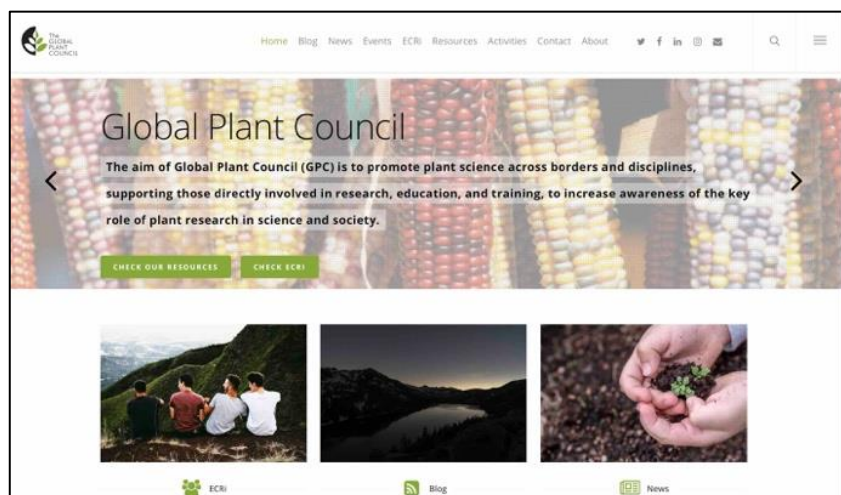 The
GLOBAL
PLANT
COUNCIL
Home Blog News Events ECRi Resources Activities Contact About
Global Plant Council
The aim of Global Plant Council (GPC) is to promote plant science across borders and disciplines,
supporting those directly involved in research, education, and training, to increase awareness of the key
role of plant research in science and society.
CHECK OUR RESOURCES CHECK ECRI
ECRi Blog News